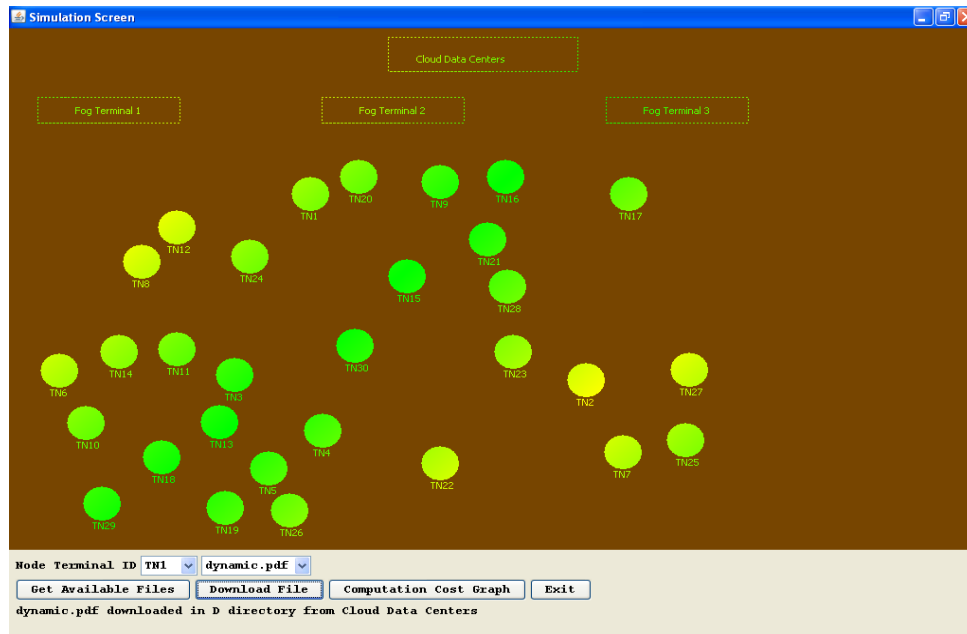 Simulation Screen
Cloud Data Centers
Fog Terminal 1
Fog Terminal 2
Fog Terminal 3
TN1
TN20
TN9
TN16
TN17
TN12
TN8
TN24
TN21
TN15
TN28
TN6
TN14
TN11
TN3
TN30
TN23
TN2
TN27
TN10
TN13
TN4
TN18
TN5
TN22
TN7
TN25
TN29
TN19
TN26
Node Terminal ID TN1 dynamic.pdf
Get Available Files Download File Computation Cost Graph Exit
dynamic.pdf downloaded in D directory from Cloud Data Centers